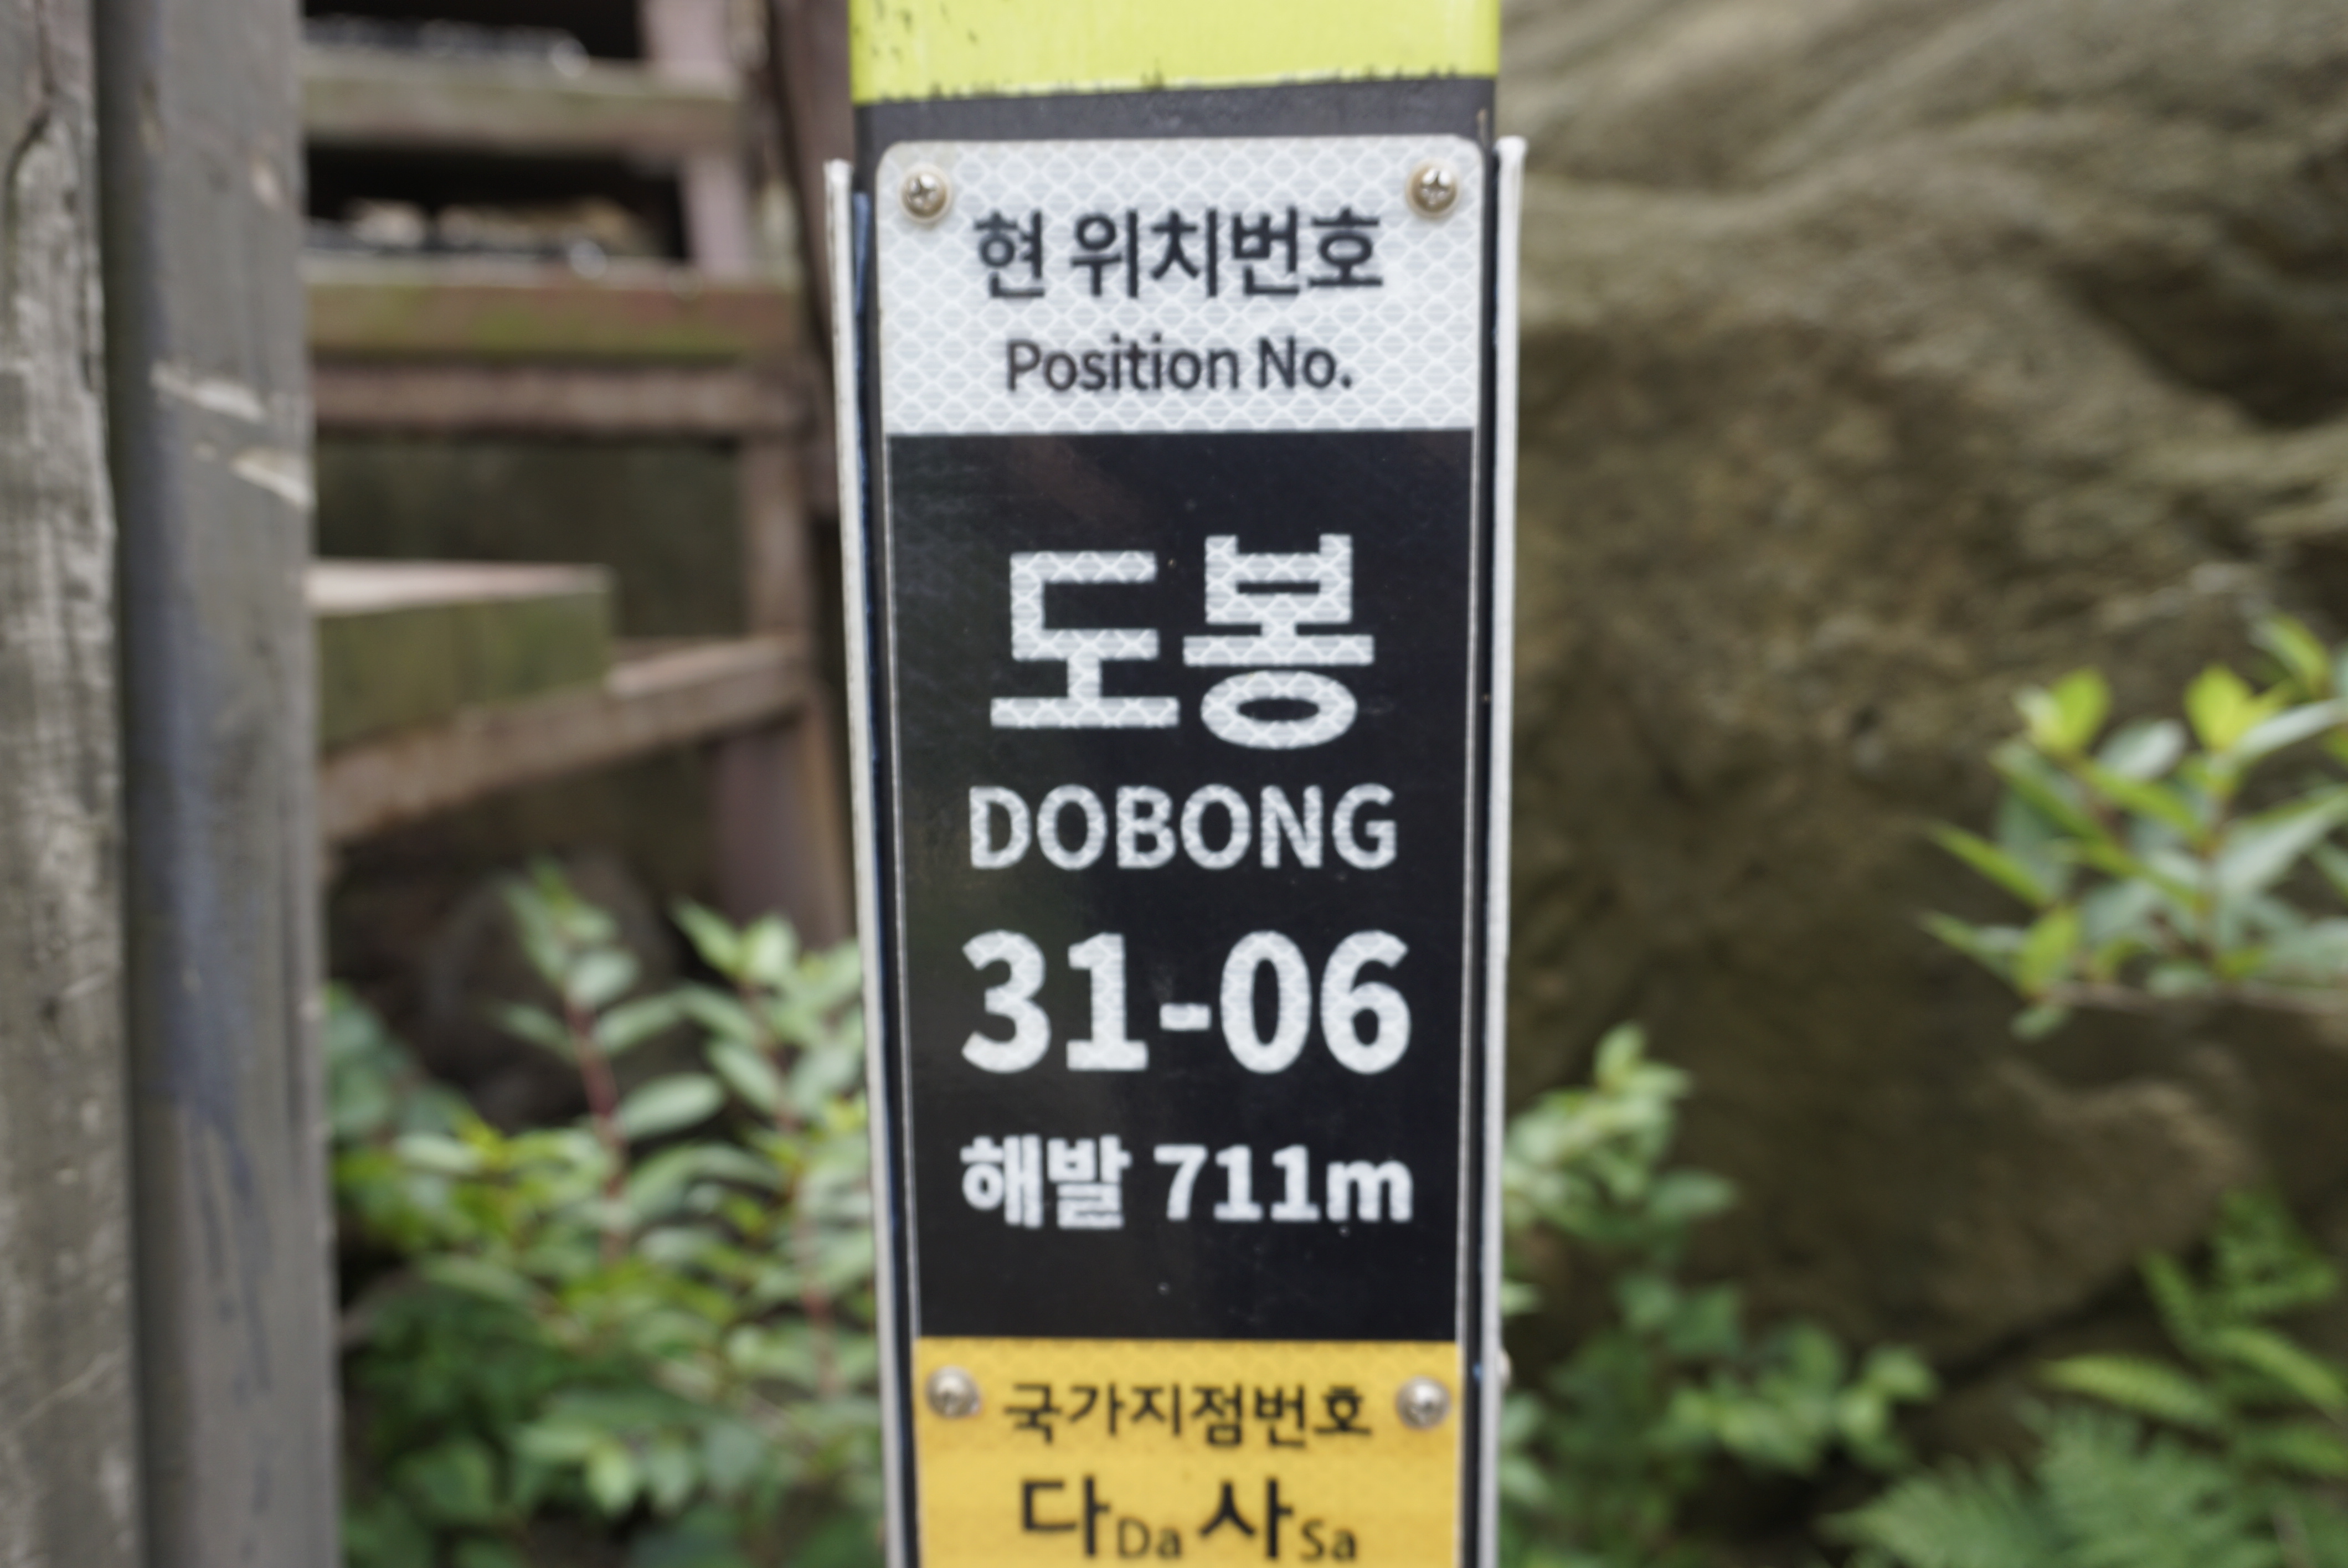 현 위치번호
Position No.
도봉
DOBONG
31-06
해발 711m
국가지점번호
다Da 사Sa